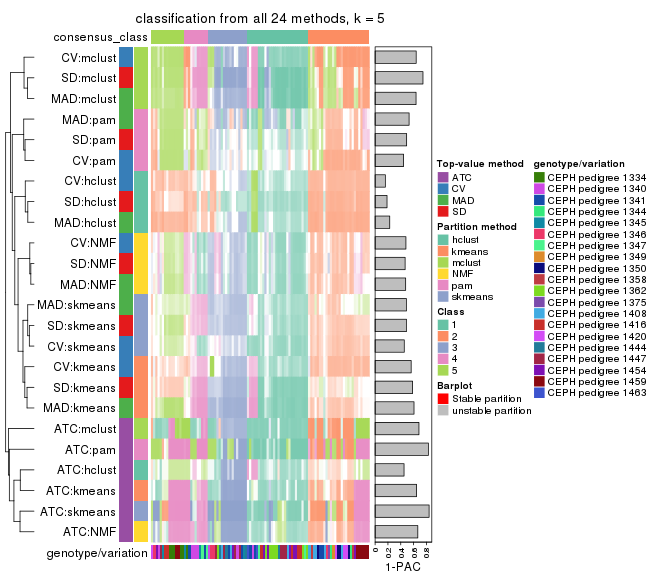 classification from all 24 methods, k = 5
consensus_class
CV:mclust
SD:mclust
MAD:mclust
MAD:pam
SD:pam
CV:pam
CV:hclust
SD:hclust
MAD:hclust
CV:NMF
SD:NMF
MAD:NMF
MAD:skmeans
SD:skmeans
CV:skmeans
CV:kmeans
SD:kmeans
MAD:kmeans
ATC:mclust
ATC:pam
ATC:hclust
ATC:kmeans
ATC:skmeans
ATC:NMF
genotype/variation
0 0.2 0.4 0.6 0.8
1-PAC
Top-value method
ATC
CV
MAD
SD
Partition method
hclust
kmeans
mclust
NMF
pam
skmeans
Class
1
2
3
4
5
Barplot
Stable partition
unstable partition
genotype/variation
CEPH pedigree 1334
CEPH pedigree 1340
CEPH pedigree 1341
CEPH pedigree 1344
CEPH pedigree 1345
CEPH pedigree 1346
CEPH pedigree 1347
CEPH pedigree 1349
CEPH pedigree 1350
CEPH pedigree 1358
CEPH pedigree 1362
CEPH pedigree 1375
CEPH pedigree 1408
CEPH pedigree 1416
CEPH pedigree 1420
CEPH pedigree 1444
CEPH pedigree 1447
CEPH pedigree 1454
CEPH pedigree 1459
CEPH pedigree 1463